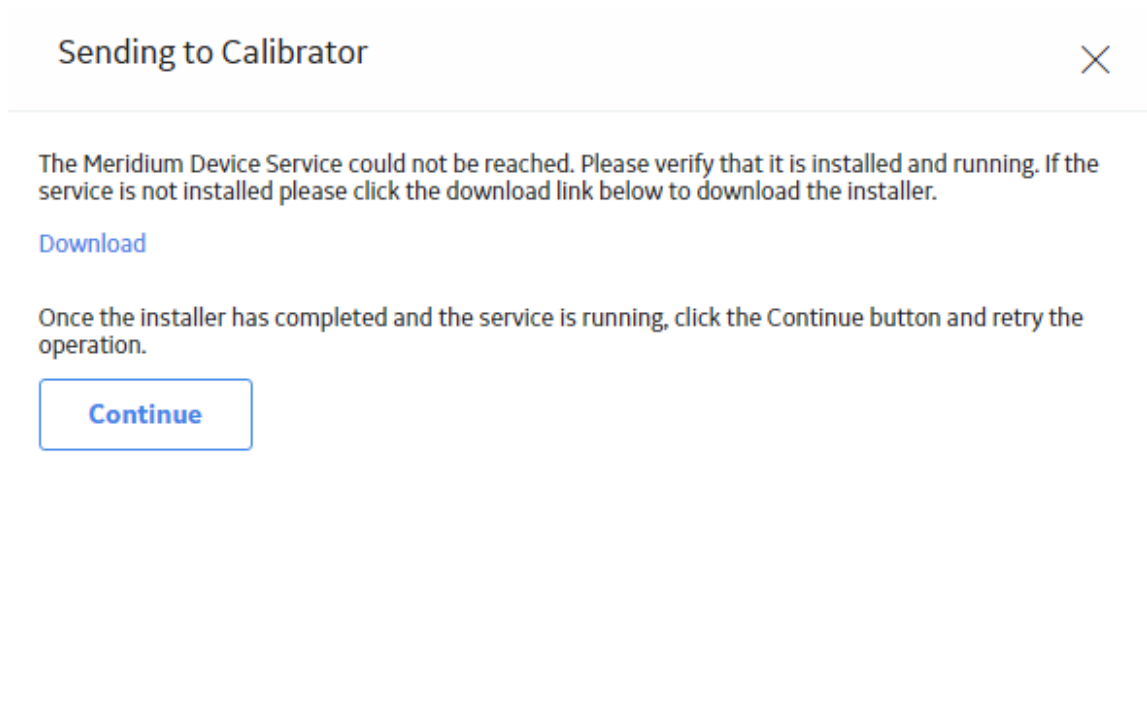 Sending to Calibrator
The Meridium Device Service could not be reached. Please verify that it is installed and running. If the
service is not installed please click the download link below to download the installer.
Download
Once the installer has completed and the service is running, click the Continue button and retry the
operation.
Continue